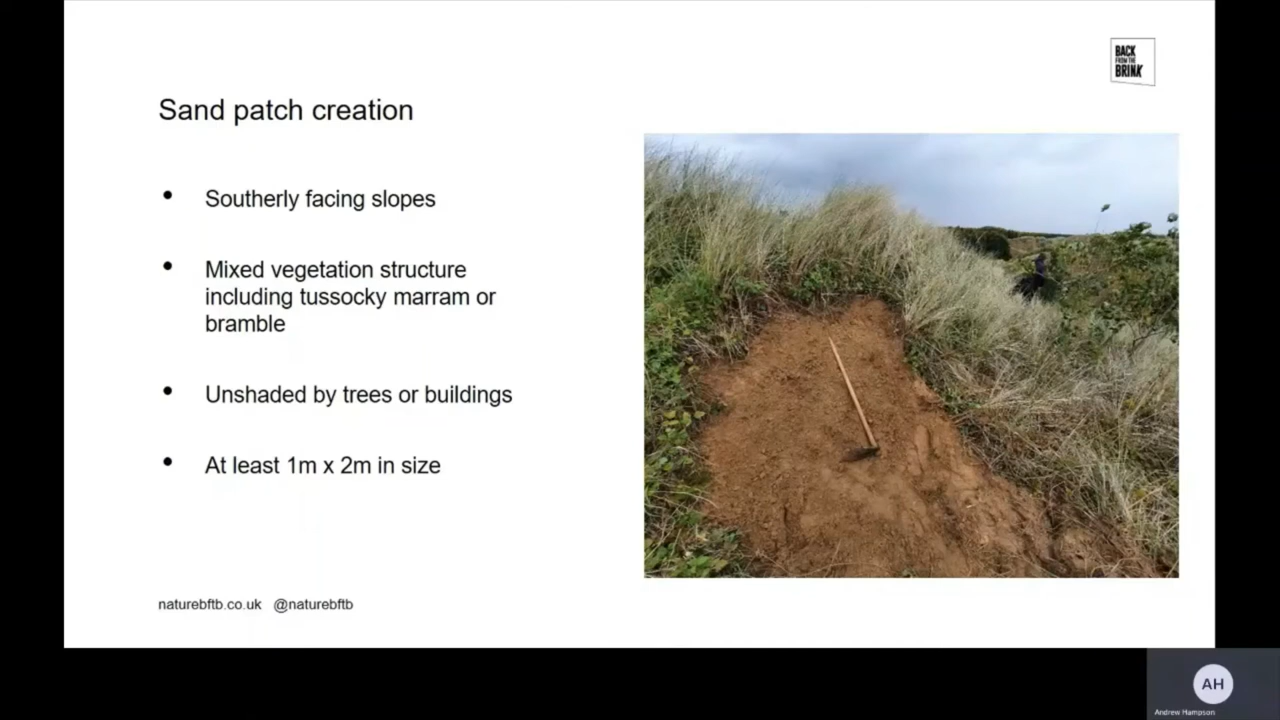 BACK
FROM THE
BRINK
Sand patch creation
• Southerly facing slopes
• Mixed vegetation structure
including tussocky marram or
bramble
• Unshaded by trees or buildings
• At least 1m x 2m in size
naturebftb.co.uk @naturebftb
AH
Andrew Hampson